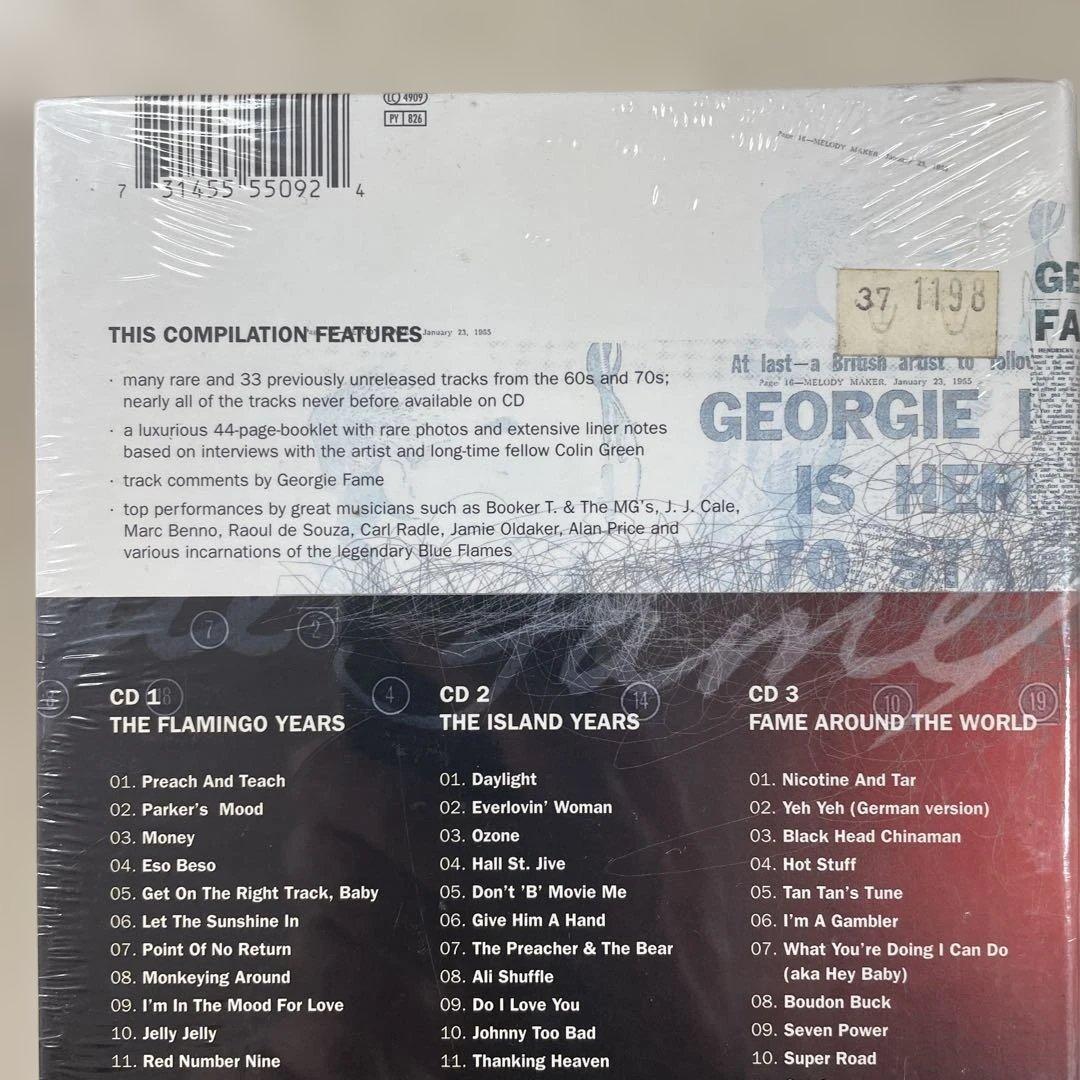 LC 4909
PY 826
7 31455 55092 4
Page 16—MELODY MAKER, January 23, 1965
37 1198
GE
FA
THIS COMPILATION FEATURES
January 23, 1965
At last—a British artist to follow
Page 16—MELODY MAKER, January 23, 1965
GEORGIE
IS HER
TO STA
· many rare and 33 previously unreleased tracks from the 60s and 70s;
nearly all of the tracks never before available on CD
· a luxurious 44-page-booklet with rare photos and extensive liner notes
based on interviews with the artist and long-time fellow Colin Green
· track comments by Georgie Fame
· top performances by great musicians such as Booker T. & The MG's, J. J. Cale,
Marc Benno, Raoul de Souza, Carl Radle, Jamie Oldaker, Alan Price and
various incarnations of the legendary Blue Flames
7
2
4
14
10
19
CD 1
THE FLAMINGO YEARS
01. Preach And Teach
02. Parker's Mood
03. Money
04. Eso Beso
05. Get On The Right Track, Baby
06. Let The Sunshine In
07. Point Of No Return
08. Monkeying Around
09. I'm In The Mood For Love
10. Jelly Jelly
11. Red Number Nine
CD 2
THE ISLAND YEARS
01. Daylight
02. Everlovin' Woman
03. Ozone
04. Hall St. Jive
05. Don't 'B' Movie Me
06. Give Him A Hand
07. The Preacher & The Bear
08. Ali Shuffle
09. Do I Love You
10. Johnny Too Bad
11. Thanking Heaven
CD 3
FAME AROUND THE WORLD
01. Nicotine And Tar
02. Yeh Yeh (German version)
03. Black Head Chinaman
04. Hot Stuff
05. Tan Tan's Tune
06. I'm A Gambler
07. What You're Doing I Can Do
(aka Hey Baby)
08. Boudon Buck
09. Seven Power
10. Super Road